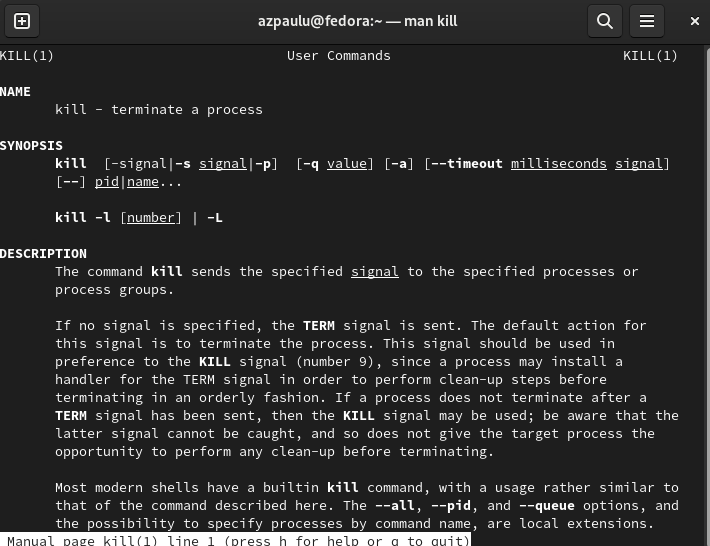 azpaulu@fedora:~ — man kill
KILL(1) User Commands KILL(1)
NAME
kill - terminate a process
SYNOPSIS
kill [-signal|-s signal|-p] [-q value] [-a] [--timeout milliseconds signal]
[--] pid|name...
kill -l [number] | -L
DESCRIPTION
The command kill sends the specified signal to the specified processes or
process groups.
If no signal is specified, the TERM signal is sent. The default action for
this signal is to terminate the process. This signal should be used in
preference to the KILL signal (number 9), since a process may install a
handler for the TERM signal in order to perform clean-up steps before
terminating in an orderly fashion. If a process does not terminate after a
TERM signal has been sent, then the KILL signal may be used; be aware that the
latter signal cannot be caught, and so does not give the target process the
opportunity to perform any clean-up before terminating.
Most modern shells have a builtin kill command, with a usage rather similar to
that of the command described here. The --all, --pid, and --queue options, and
the possibility to specify processes by command name, are local extensions.
Manual page kill(1) line 1 (press h for help or q to quit)